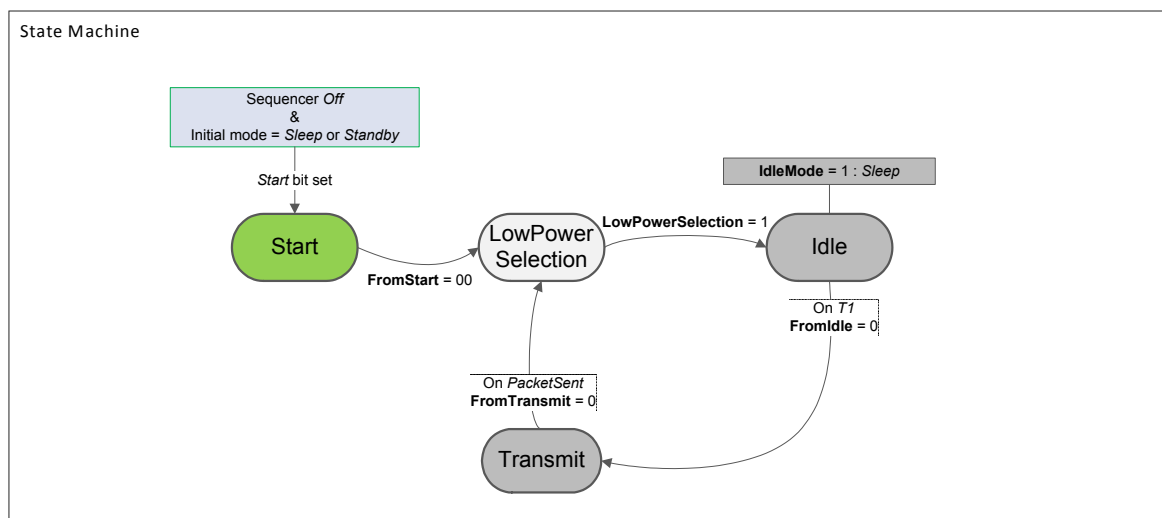 State Machine
Sequencer Off
&
Initial mode = Sleep or Standby
Start bit set
IdleMode = 1 : Sleep
Start
FromStart = 00
LowPower
Selection
LowPowerSelection = 1
Idle
On T1
FromIdle = 0
On PacketSent
FromTransmit = 0
Transmit